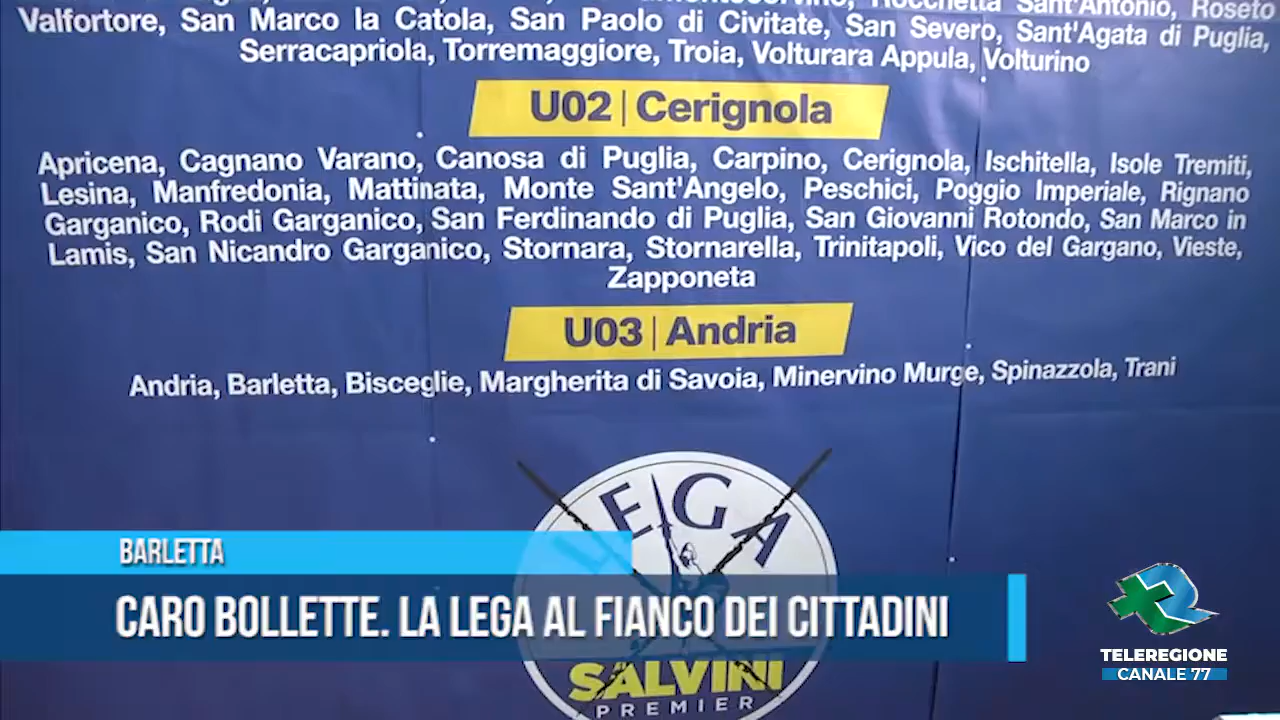 Rocchetta Sant'Antonio, Roseto
Valfortore, San Marco la Catola, San Paolo di Civitate, San Severo, Sant'Agata di Puglia,
Serracapriola, Torremaggiore, Troia, Volturara Appula, Volturino
U02 | Cerignola
Apricena, Cagnano Varano, Canosa di Puglia, Carpino, Cerignola, Ischitella, Isole Tremiti,
Lesina, Manfredonia, Mattinata, Monte Sant'Angelo, Peschici, Poggio Imperiale, Rignano
Garganico, Rodi Garganico, San Ferdinando di Puglia, San Giovanni Rotondo, San Marco in
Lamis, San Nicandro Garganico, Stornara, Stornarella, Trinitapoli, Vico del Gargano, Vieste,
Zapponeta
U03 | Andria
Andria, Barletta, Bisceglie, Margherita di Savoia, Minervino Murge, Spinazzola, Trani
LEGA
BARLETTA
CARO BOLLETTE. LA LEGA AL FIANCO DEI CITTADINI
SALVINI
PREMIER
TELEREGIONE
CANALE 77